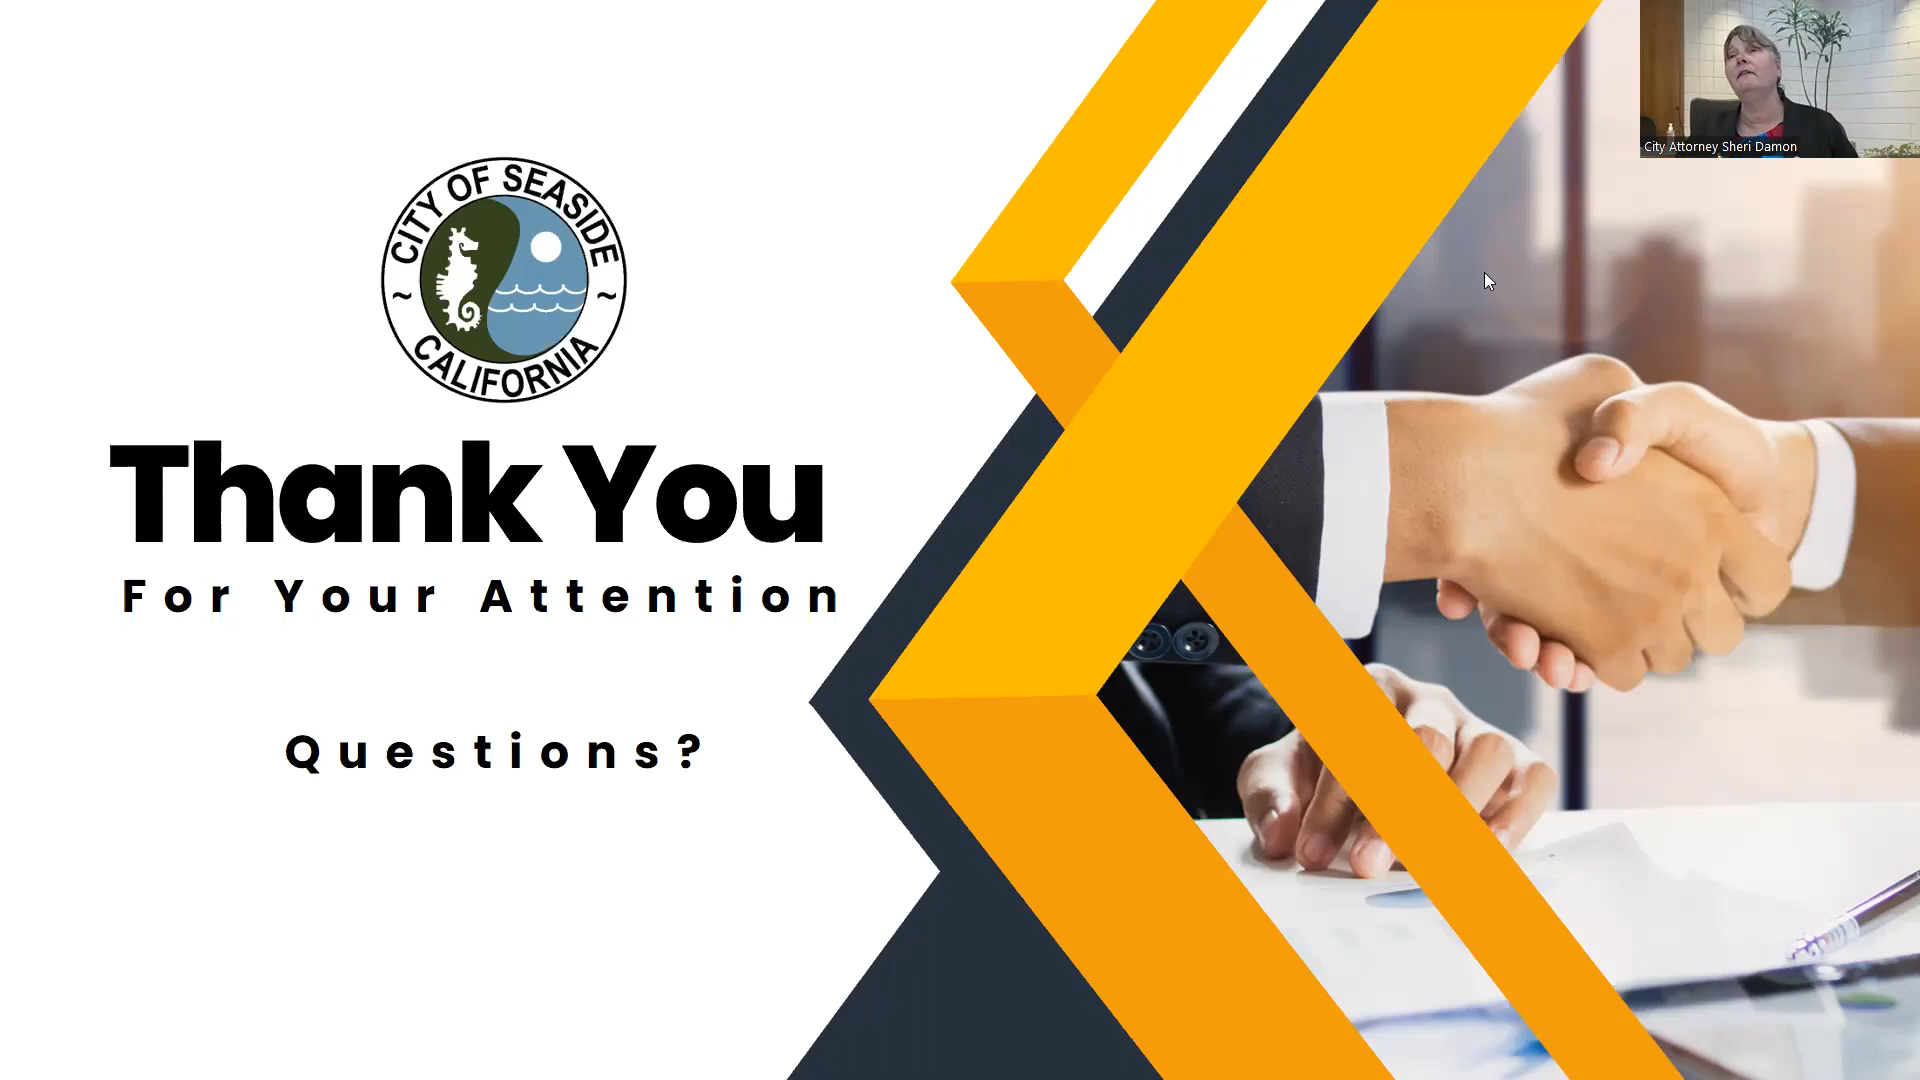 CITY OF SEASIDE
~ ~
CALIFORNIA
Thank You
For Your Attention
Questions?
City Attorney Sheri Damon